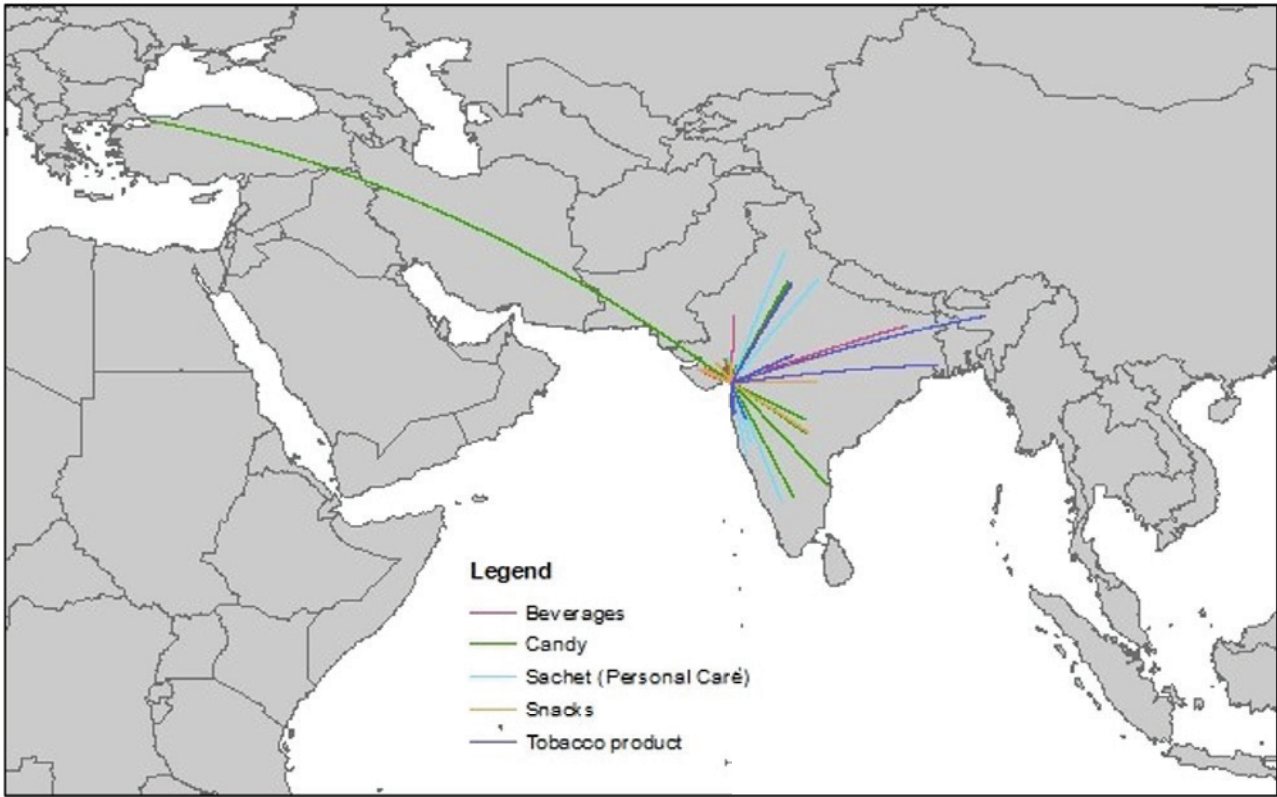 Legend
Beverages
Candy
Sachet (Personal Care)
Snacks
Tobacco product